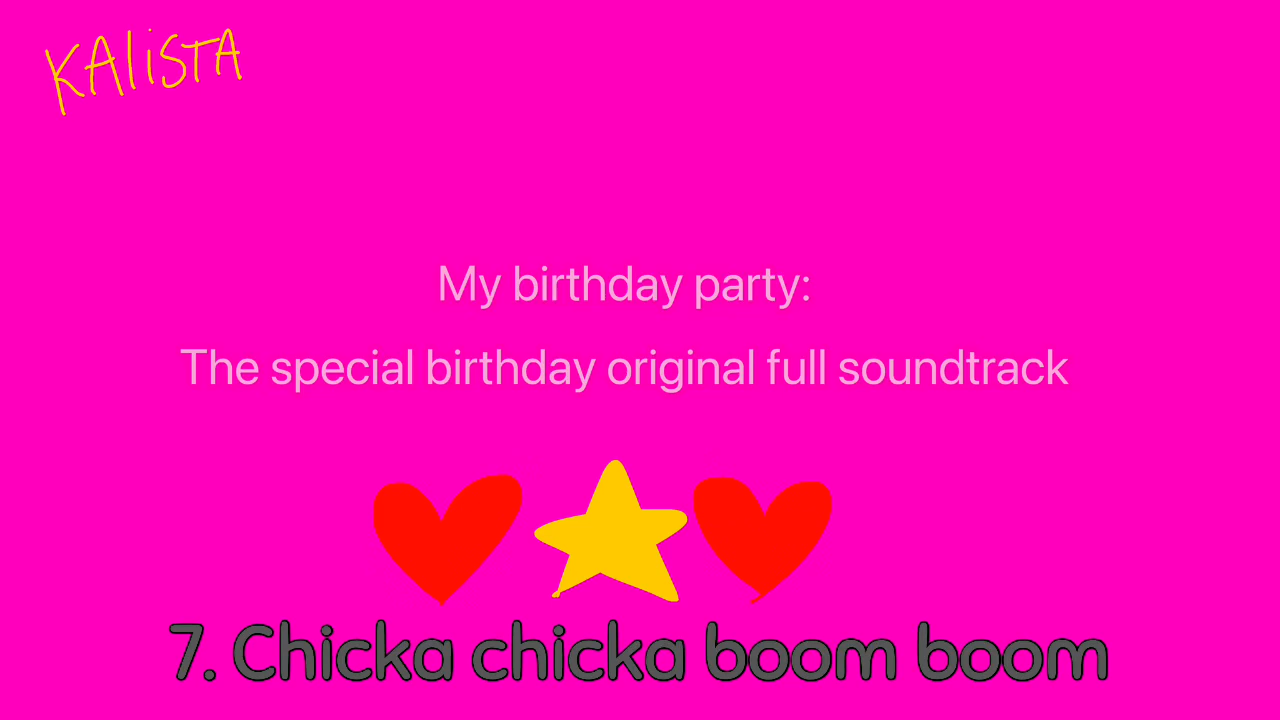 KALiSTA
My birthday party:
The special birthday original full soundtrack
7. Chicka chicka boom boom